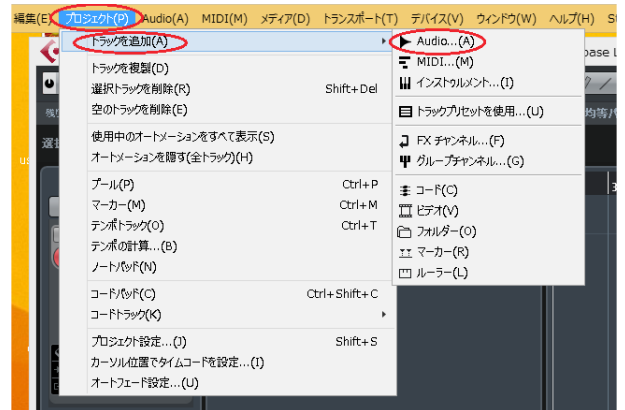 編集(E) プロジェクト(P) Audio(A) MIDI(M) メディア(D) トランスポート(T) デバイス(V) ウィンドウ(W) ヘルプ(H)
トラックを追加(A)
トラックを複製(D)
選択トラックを削除(R) Shift+Del
空のトラックを削除(E)
使用中のオートメーションをすべて表示(S)
オートメーションを隠す(全トラック)(H)
プール(P) Ctrl+P
マーカー(M) Ctrl+M
テンポトラック(O) Ctrl+T
テンポの計算...(B)
ノートパッド(N)
コードパッド(C) Ctrl+Shift+C
コードトラック(K)
プロジェクト設定...(J) Shift+S
カーソル位置でタイムコードを設定...(I)
オートフェード設定...(U)
Audio...(A)
MIDI...(M)
インストゥルメント...(I)
トラックプリセットを使用...(U)
FX チャンネル...(F)
グループチャンネル...(G)
コード(C)
ビデオ(V)
フォルダー(O)
マーカー(R)
ルーラー(L)